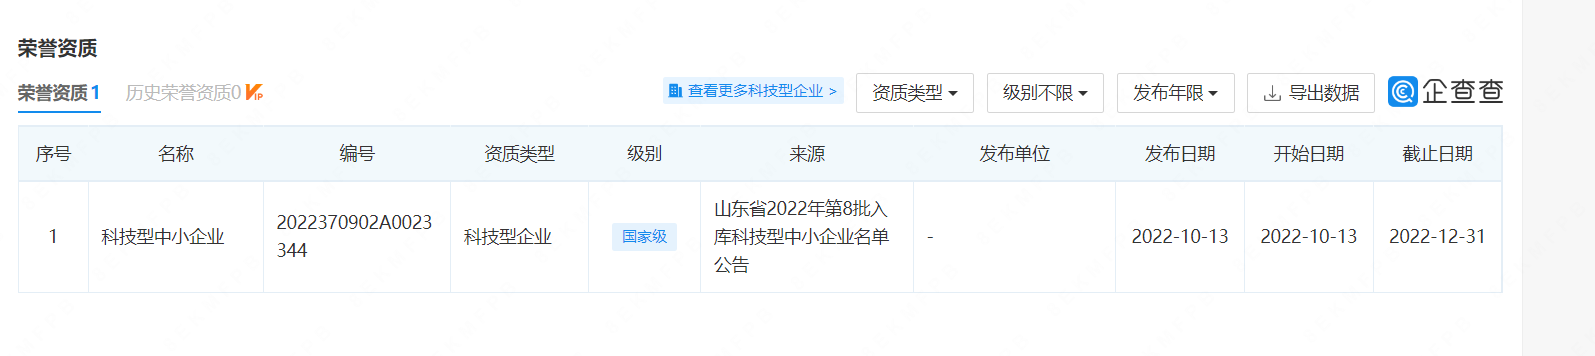 荣誉资质
荣誉资质 1 历史荣誉资质0 VIP 查看更多科技型企业 > 资质类型 级别不限 发布年限 导出数据 企查查
序号 名称 编号 资质类型 级别 来源 发布单位 发布日期 开始日期 截止日期
1 科技型中小企业 2022370902A0023344 科技型企业 国家级 山东省2022年第8批入库科技型中小企业名单公告 - 2022-10-13 2022-10-13 2022-12-31